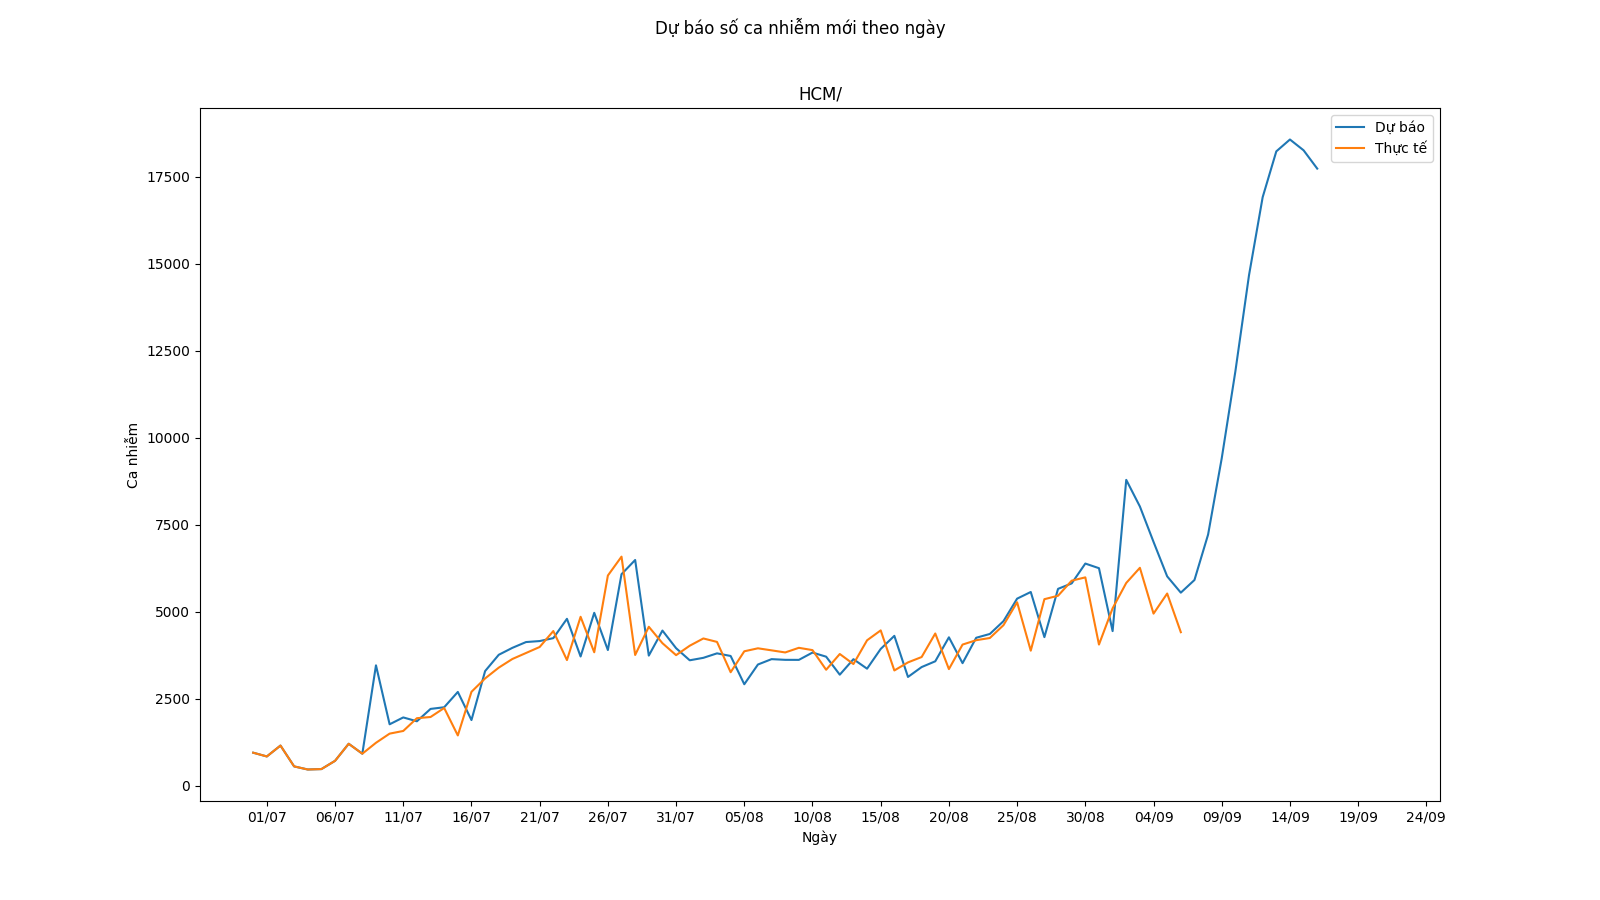 Dự báo số ca nhiễm mới theo ngày
HCM/
Dự báo
Thực tế
17500
15000
12500
10000
7500
5000
2500
0
Ca nhiễm
01/07 06/07 11/07 16/07 21/07 26/07 31/07 05/08 10/08 15/08 20/08 25/08 30/08 04/09 09/09 14/09 19/09 24/09
Ngày